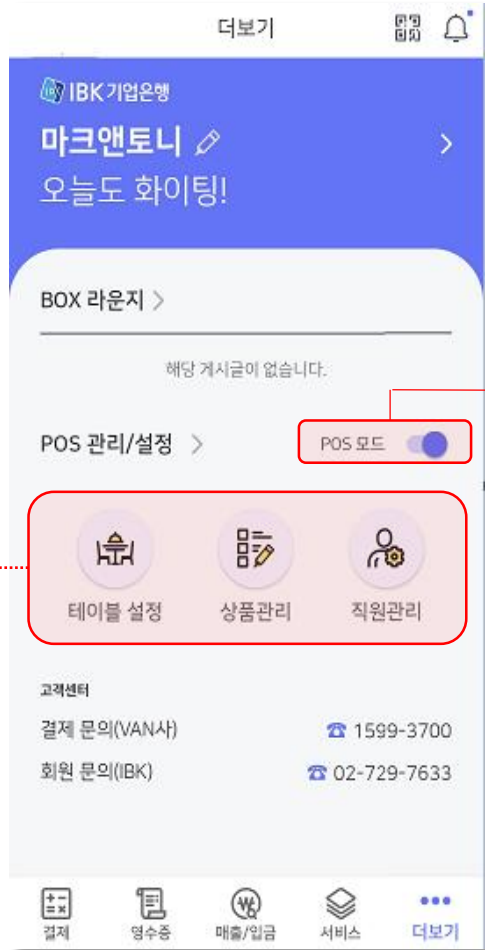 더보기
IBK기업은행
마크앤토니
오늘도 화이팅!
BOX 라운지 >
해당 게시글이 없습니다.
POS 관리/설정 >
POS 모드
테이블 설정 상품관리 직원관리
고객센터
결제 문의(VAN사) ☎ 1599-3700
회원 문의(IBK) ☎ 02-729-7633
결제 영수증 매출/입금 서비스 더보기